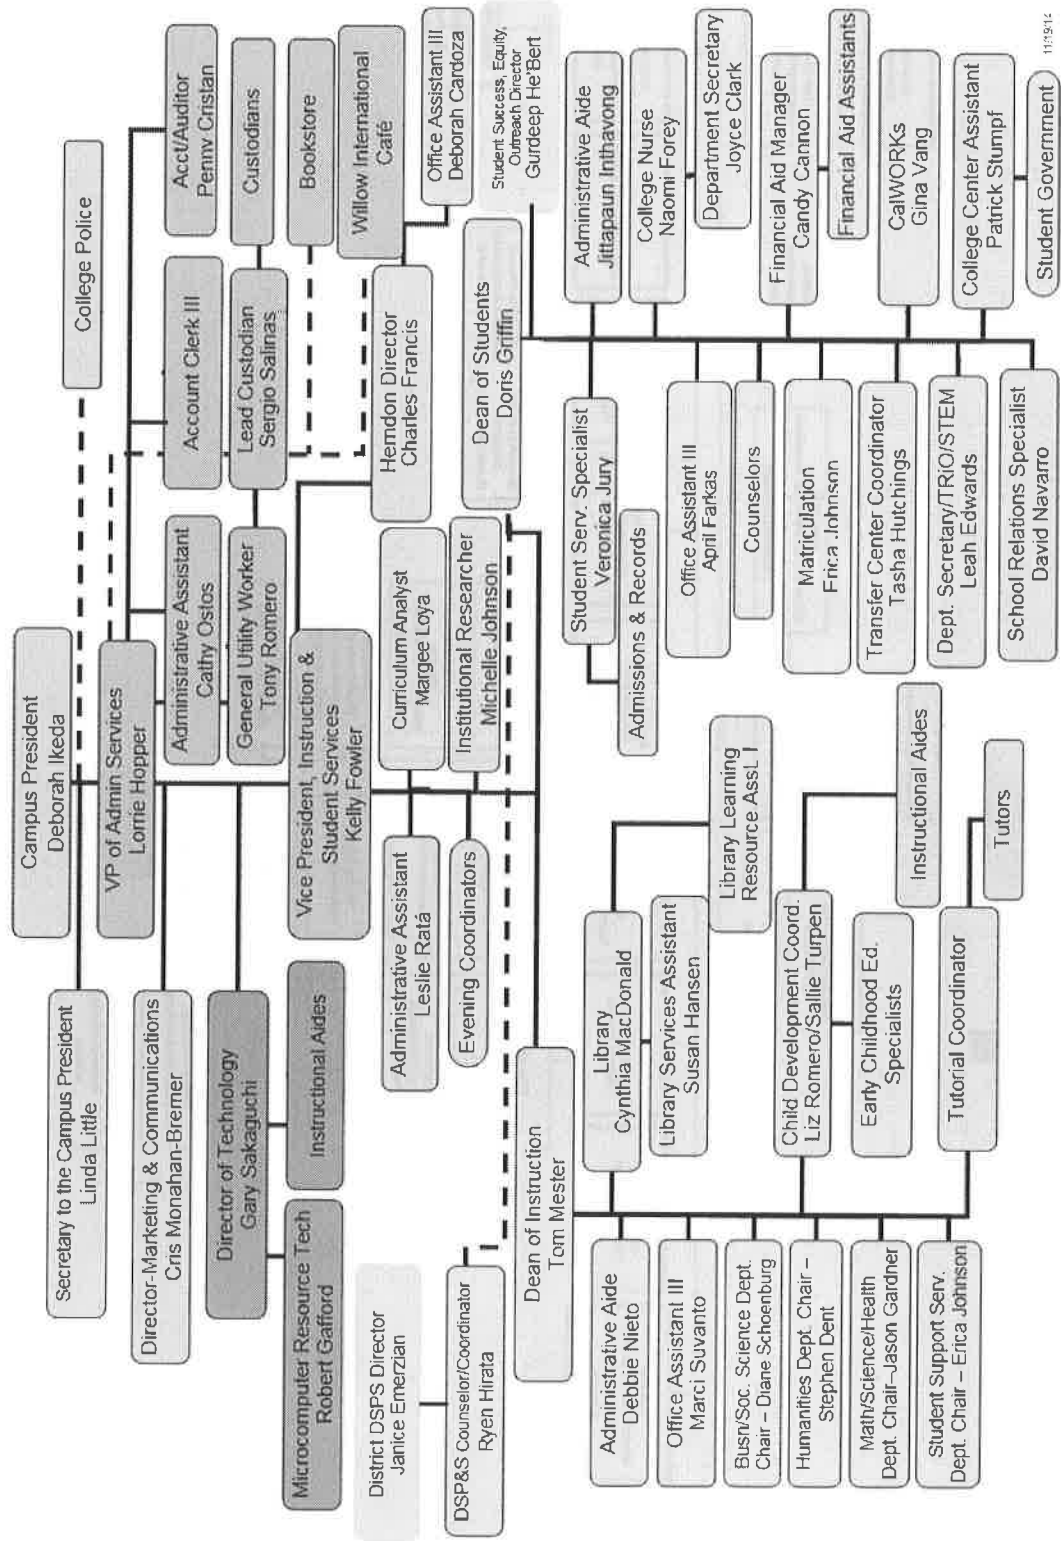 Campus President
Deborah Ikeda
College Police
Secretary to the Campus President
Linda Little
VP of Admin Services
Lorrie Hopper
Director-Marketing & Communications
Cris Monahan-Bremer
Administrative Assistant
Cathy Ostos
Account Clerk III
Acct/Auditor
Penny Cristan
Director of Technology
Gary Sakaguchi
General Utility Worker
Tony Romero
Lead Custodian
Sergio Salinas
Custodians
Microcomputer Resource Tech
Robert Gafford
Instructional Aides
Vice President, Instruction &
Student Services
Kelly Fowler
Bookstore
Willow International
Café
Herndon Director
Charles Francis
Office Assistant III
Deborah Cardoza
District DSPS Director
Janice Emerzian
Administrative Assistant
Leslie Ratá
Curriculum Analyst
Margee Loya
DSP&S Counselor/Coordinator
Ryen Hirata
Evening Coordinators
Institutional Researcher
Michelle Johnson
Dean of Students
Doris Griffin
Student Success, Equity,
Outreach Director
Gurdeep He'Bert
Dean of Instruction
Tom Mester
Administrative Aide
Debbie Nieto
Office Assistant III
Marci Suvanto
Busn/Soc. Science Dept.
Chair – Diane Schoenburg
Humanities Dept. Chair –
Stephen Dent
Math/Science/Health
Dept. Chair–Jason Gardner
Student Support Serv.
Dept. Chair – Erica Johnson
Library
Cynthia MacDonald
Library Services Assistant
Susan Hansen
Library Learning
Resource Asst. I
Child Development Coord.
Liz Romero/Sallie Turpen
Early Childhood Ed.
Specialists
Instructional Aides
Tutorial Coordinator
Tutors
Student Serv. Specialist
Veronica Jury
Admissions & Records
Office Assistant III
April Farkas
Counselors
Matriculation
Erica Johnson
Transfer Center Coordinator
Tasha Hutchings
Dept. Secretary/TRiO/STEM
Leah Edwards
School Relations Specialist
David Navarro
Administrative Aide
Jittapaun Inthavong
College Nurse
Naomi Forey
Department Secretary
Joyce Clark
Financial Aid Manager
Candy Cannon
Financial Aid Assistants
CalWORKs
Gina Vang
College Center Assistant
Patrick Stumpf
Student Government
11/19/14